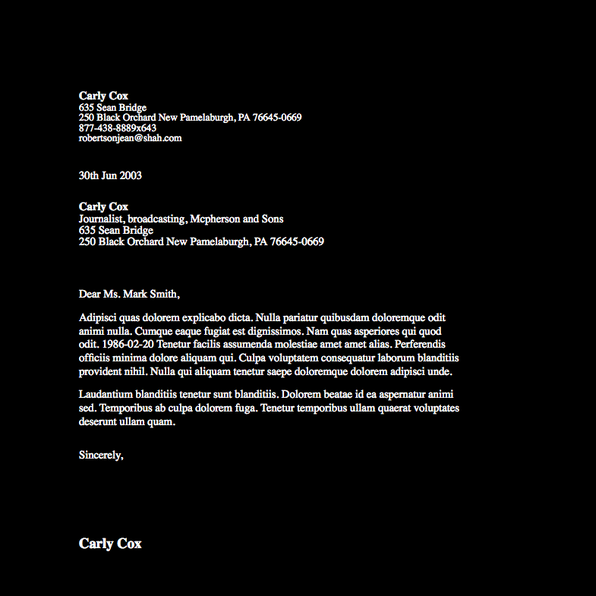 Carly Cox
635 Sean Bridge
250 Black Orchard New Pamelaburgh, PA 76645-0669
877-438-8889x643
robertsonjean@shah.com
30th Jun 2003
Carly Cox
Journalist, broadcasting, Mcpherson and Sons
635 Sean Bridge
250 Black Orchard New Pamelaburgh, PA 76645-0669
Dear Ms. Mark Smith,
Adipisci quas dolorem explicabo dicta. Nulla pariatur quibusdam doloremque odit
animi nulla. Cumque eaque fugiat est dignissimos. Nam quas asperiores qui quod
odit. 1986-02-20 Tenetur facilis assumenda molestiae amet amet alias. Perferendis
officiis minima dolore aliquam qui. Culpa voluptatem consequatur laborum blanditiis
provident nihil. Nulla qui aliquam tenetur saepe doloremque dolorem adipisci unde.
Laudantium blanditiis tenetur sunt blanditiis. Dolorem beatae id ea aspernatur animi
sed. Temporibus ab culpa dolorem fuga. Tenetur temporibus ullam quaerat voluptates
deserunt ullam quam.
Sincerely,
Carly Cox